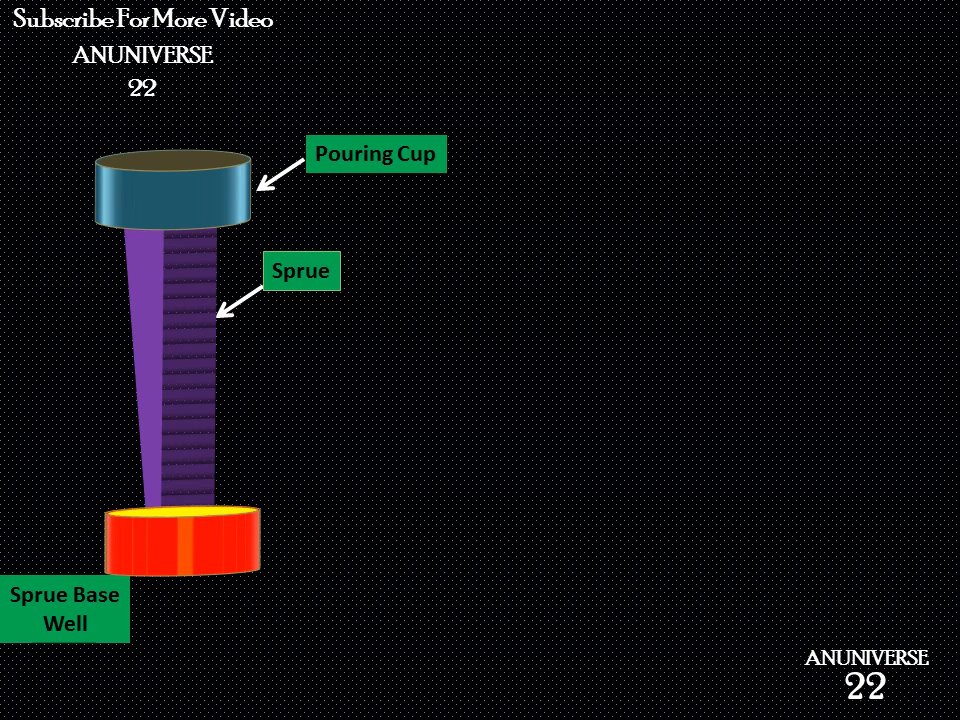 Subscribe For More Video
ANUNIVERSE
22
Pouring Cup
Sprue
Sprue Base
Well
ANUNIVERSE
22